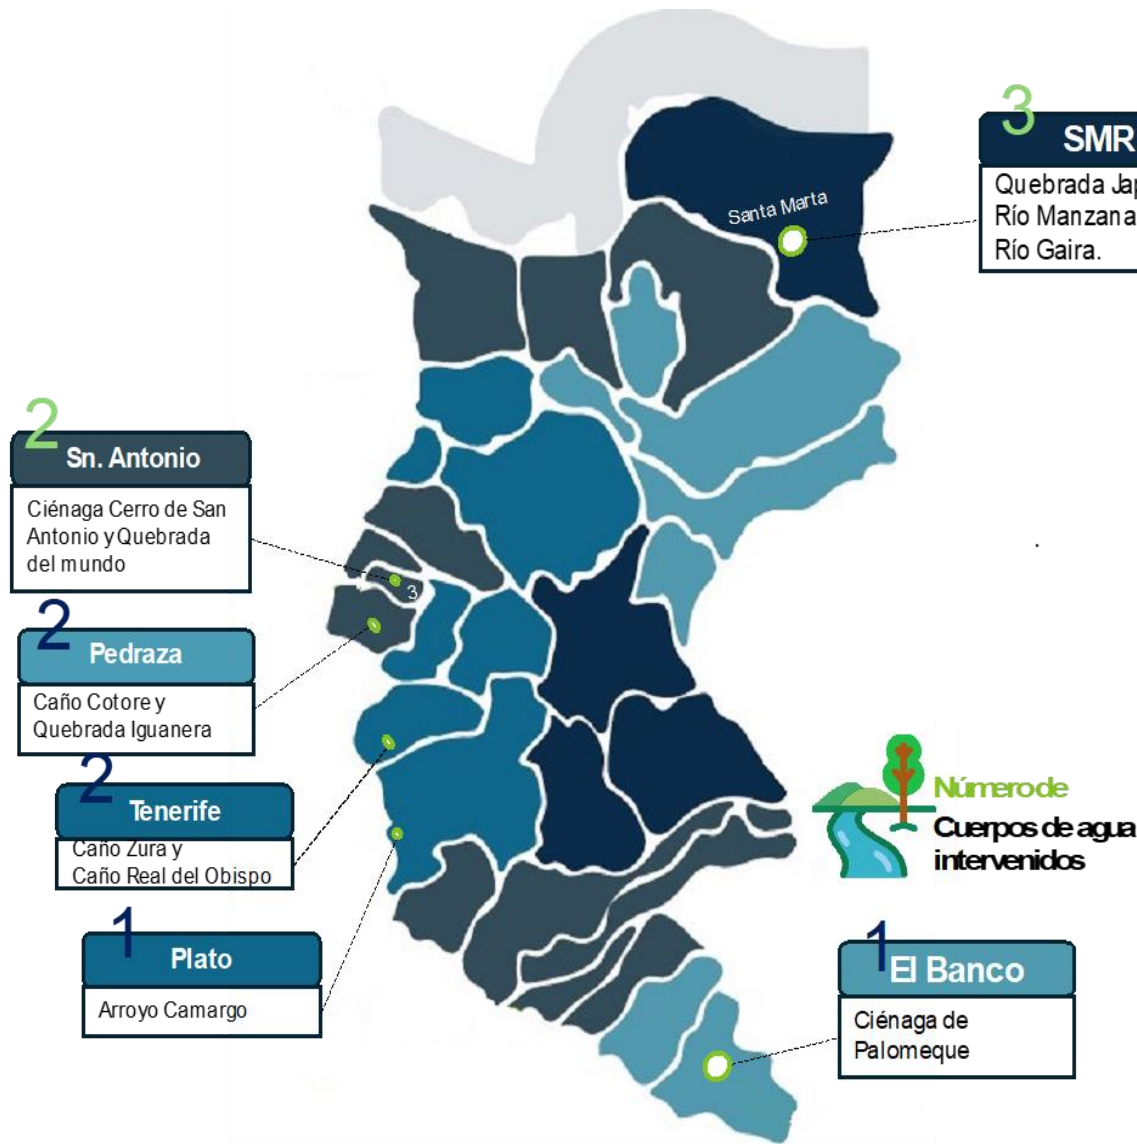 3
SMR
Quebrada
Río
Río Gaira.
Santa Marta
2
Sn. Antonio
Ciénaga Cerro de San
Antonio y Quebrada
del mundo
3
2
Pedraza
Caño Cotore y
Quebrada Iguanera
2
Tenerife
Caño Zura y
Caño Real del Obispo
1
Plato
Arroyo Camargo
Número de
Cuerpos de agua
intervenidos
1
El Banco
Ciénaga de
Palomeque